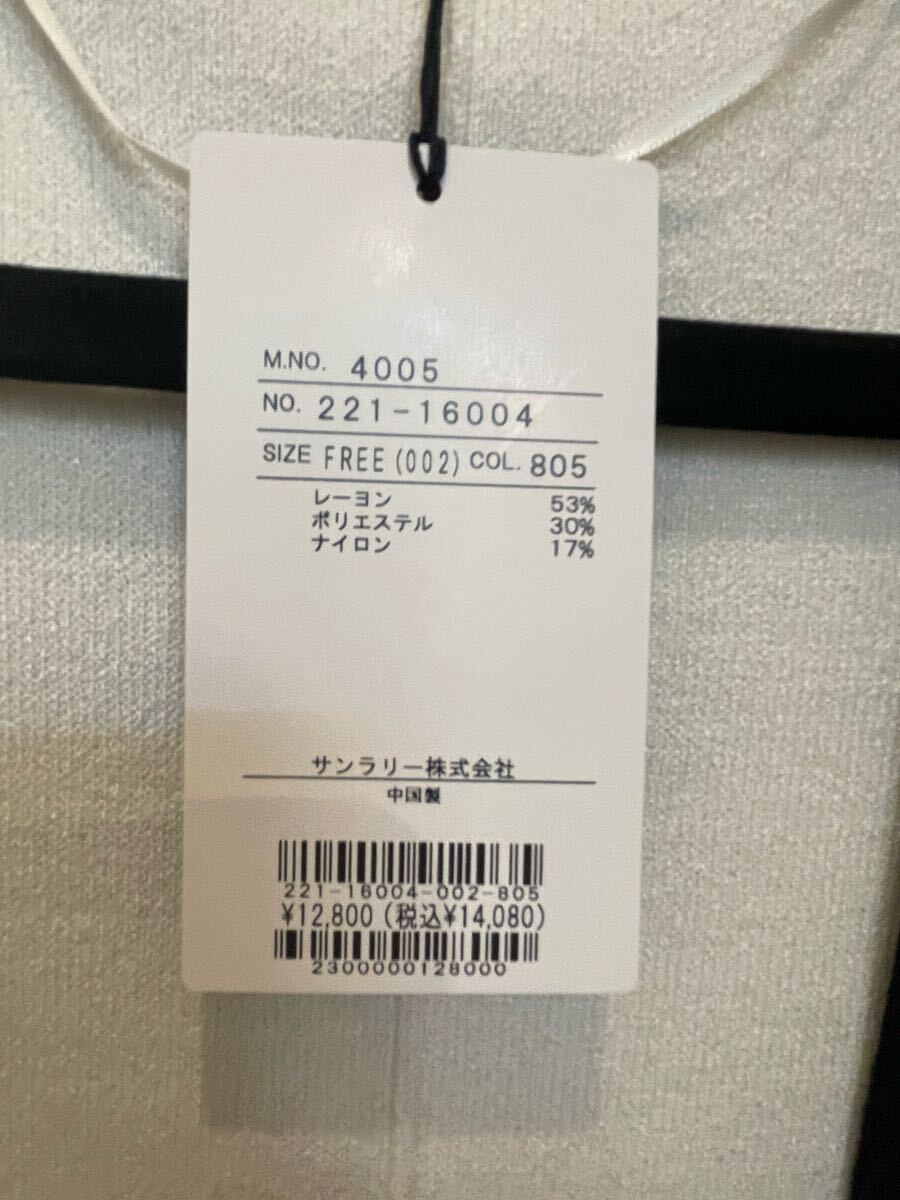 M.NO. 4005
NO. 221-16004
SIZE FREE(002) COL. 805
レーヨン 53%
ポリエステル 30%
ナイロン 17%
サンラリー株式会社
中国製
221-16004-002-805
¥12,800(税込¥14,080)
2300000128000